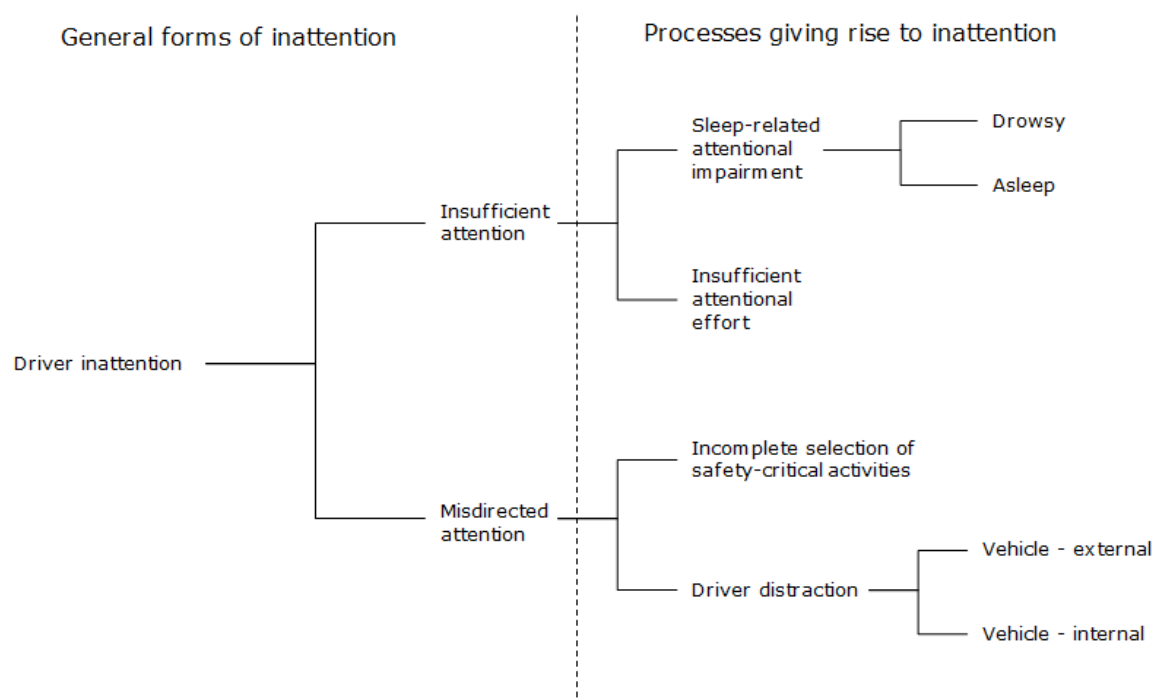 General forms of inattention
Processes giving rise to inattention
Sleep-related
attentional
impairment
Drowsy
Asleep
Insufficient
attention
Insufficient
attentional
effort
Driver inattention
Incomplete selection of
safety-critical activities
Misdirected
attention
Vehicle - external
Driver distraction
Vehicle - internal